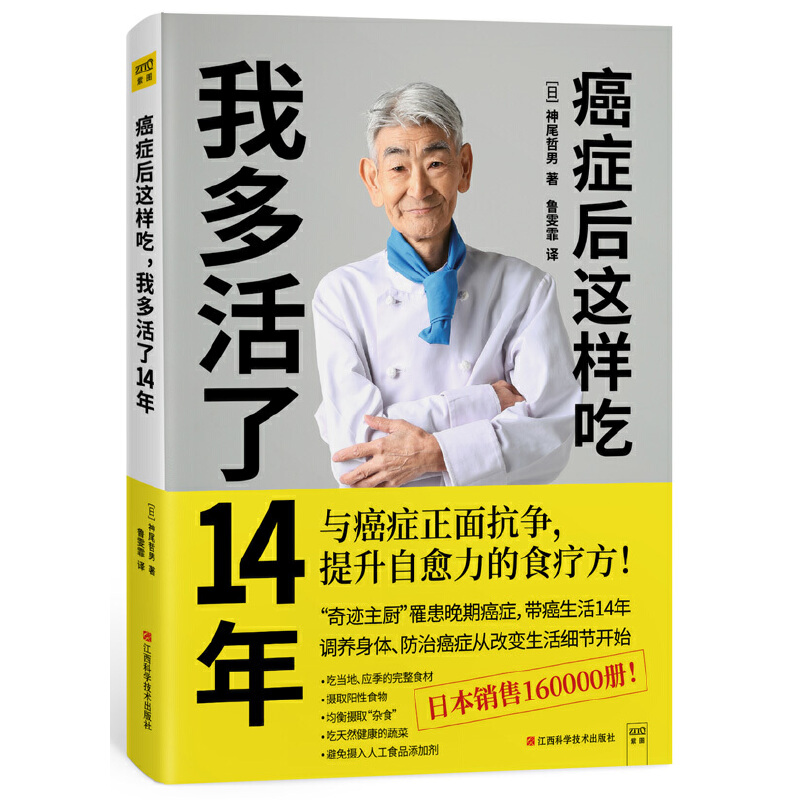 ZITO
紫图
癌症后这样吃，我多活了14年
[日] 神尾哲男 著
鲁雯霏 译
江西科学技术出版社
癌症后这样吃
[日] 神尾哲男 著
鲁雯霏 译
我多活了14年
与癌症正面抗争，
提升自愈力的食疗方！
“奇迹主厨”罹患晚期癌症，带癌生活14年
调养身体、防治癌症从改变生活细节开始
•吃当地、应季的完整食材
•摄取阳性食物
•均衡摄取“杂食”
•吃天然健康的蔬菜
•避免摄入人工食品添加剂
日本销售160000册！
江西科学技术出版社
ZITO
紫图